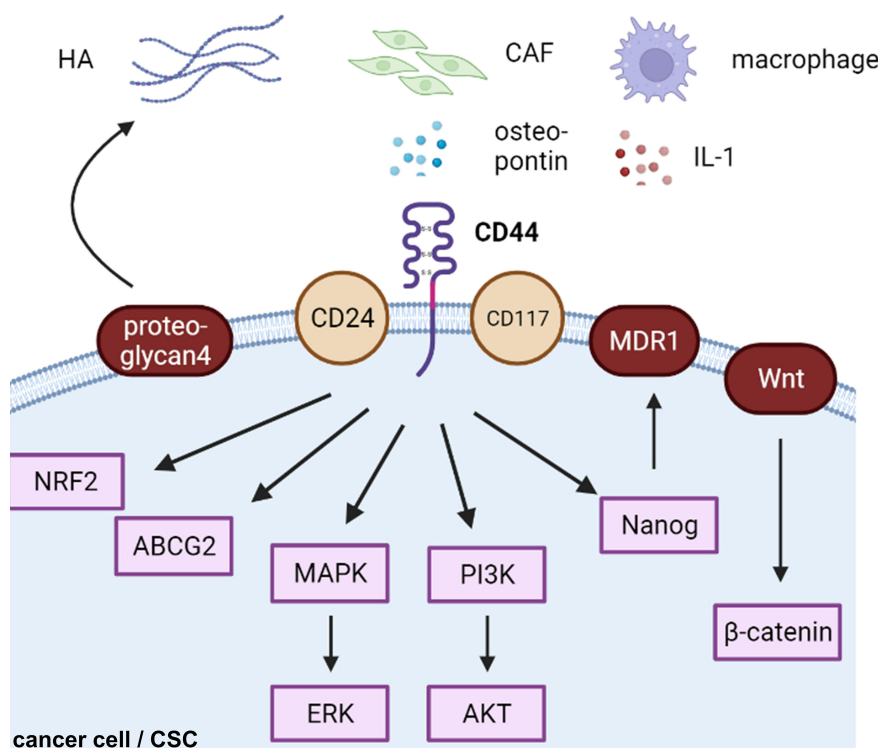 HA
CAF
macrophage
osteo-
pontin
IL-1
CD44
proteo-
glycan4
CD24
CD117
MDR1
Wnt
NRF2
ABCG2
MAPK
PI3K
Nanog
β-catenin
ERK
AKT
cancer cell / CSC